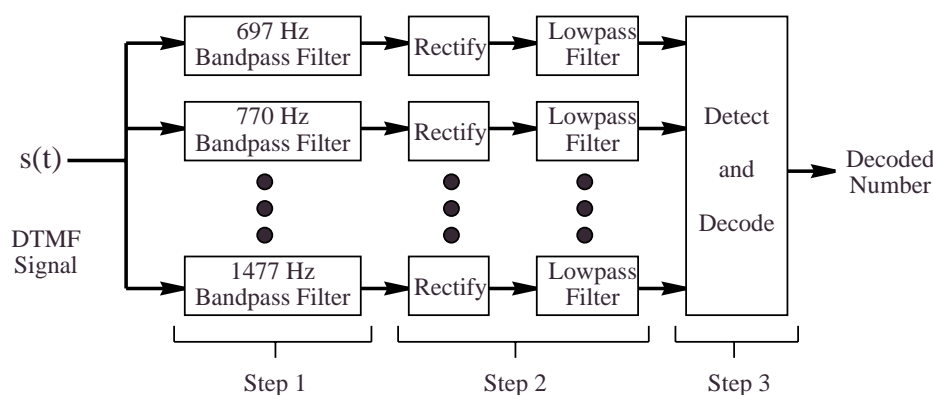 697 Hz
Bandpass Filter
Rectify
Lowpass
Filter
770 Hz
Bandpass Filter
Rectify
Lowpass
Filter
s(t)
DTMF
Signal
1477 Hz
Bandpass Filter
Rectify
Lowpass
Filter
Detect
and
Decode
Decoded
Number
Step 1
Step 2
Step 3